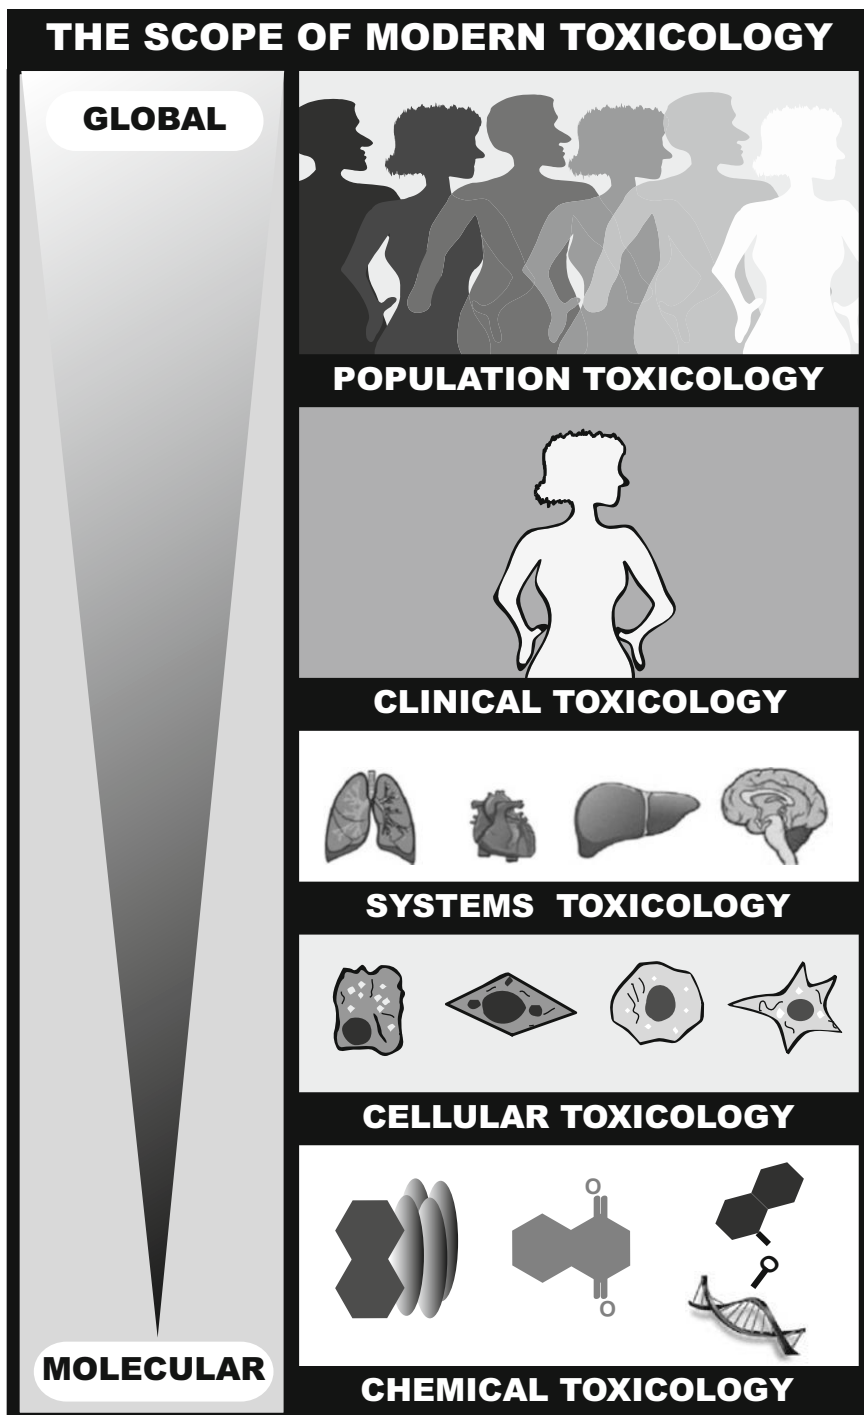 THE SCOPE OF MODERN TOXICOLOGY
GLOBAL
POPULATION TOXICOLOGY
CLINICAL TOXICOLOGY
SYSTEMS TOXICOLOGY
CELLULAR TOXICOLOGY
O
O
O
MOLECULAR
CHEMICAL TOXICOLOGY